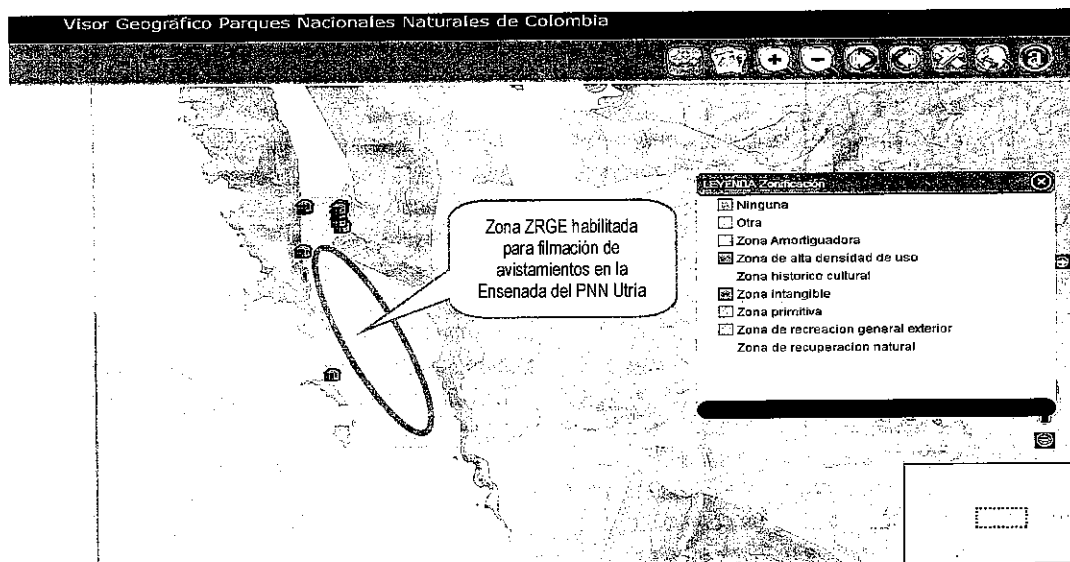 Visor Geográfico Parques Nacionales Naturales de Colombia
Zona ZRGE habilitada
para filmación de
avistamientos en la
Ensenada del PNN Utria
LEYENDA Zonificación
Ninguna
Otra
Zona Amortiguadora
Zona de alta densidad de uso
Zona historico cultural
Zona intangible
Zona primitiva
Zona de recreacion general exterior
Zona de recuperacion natural